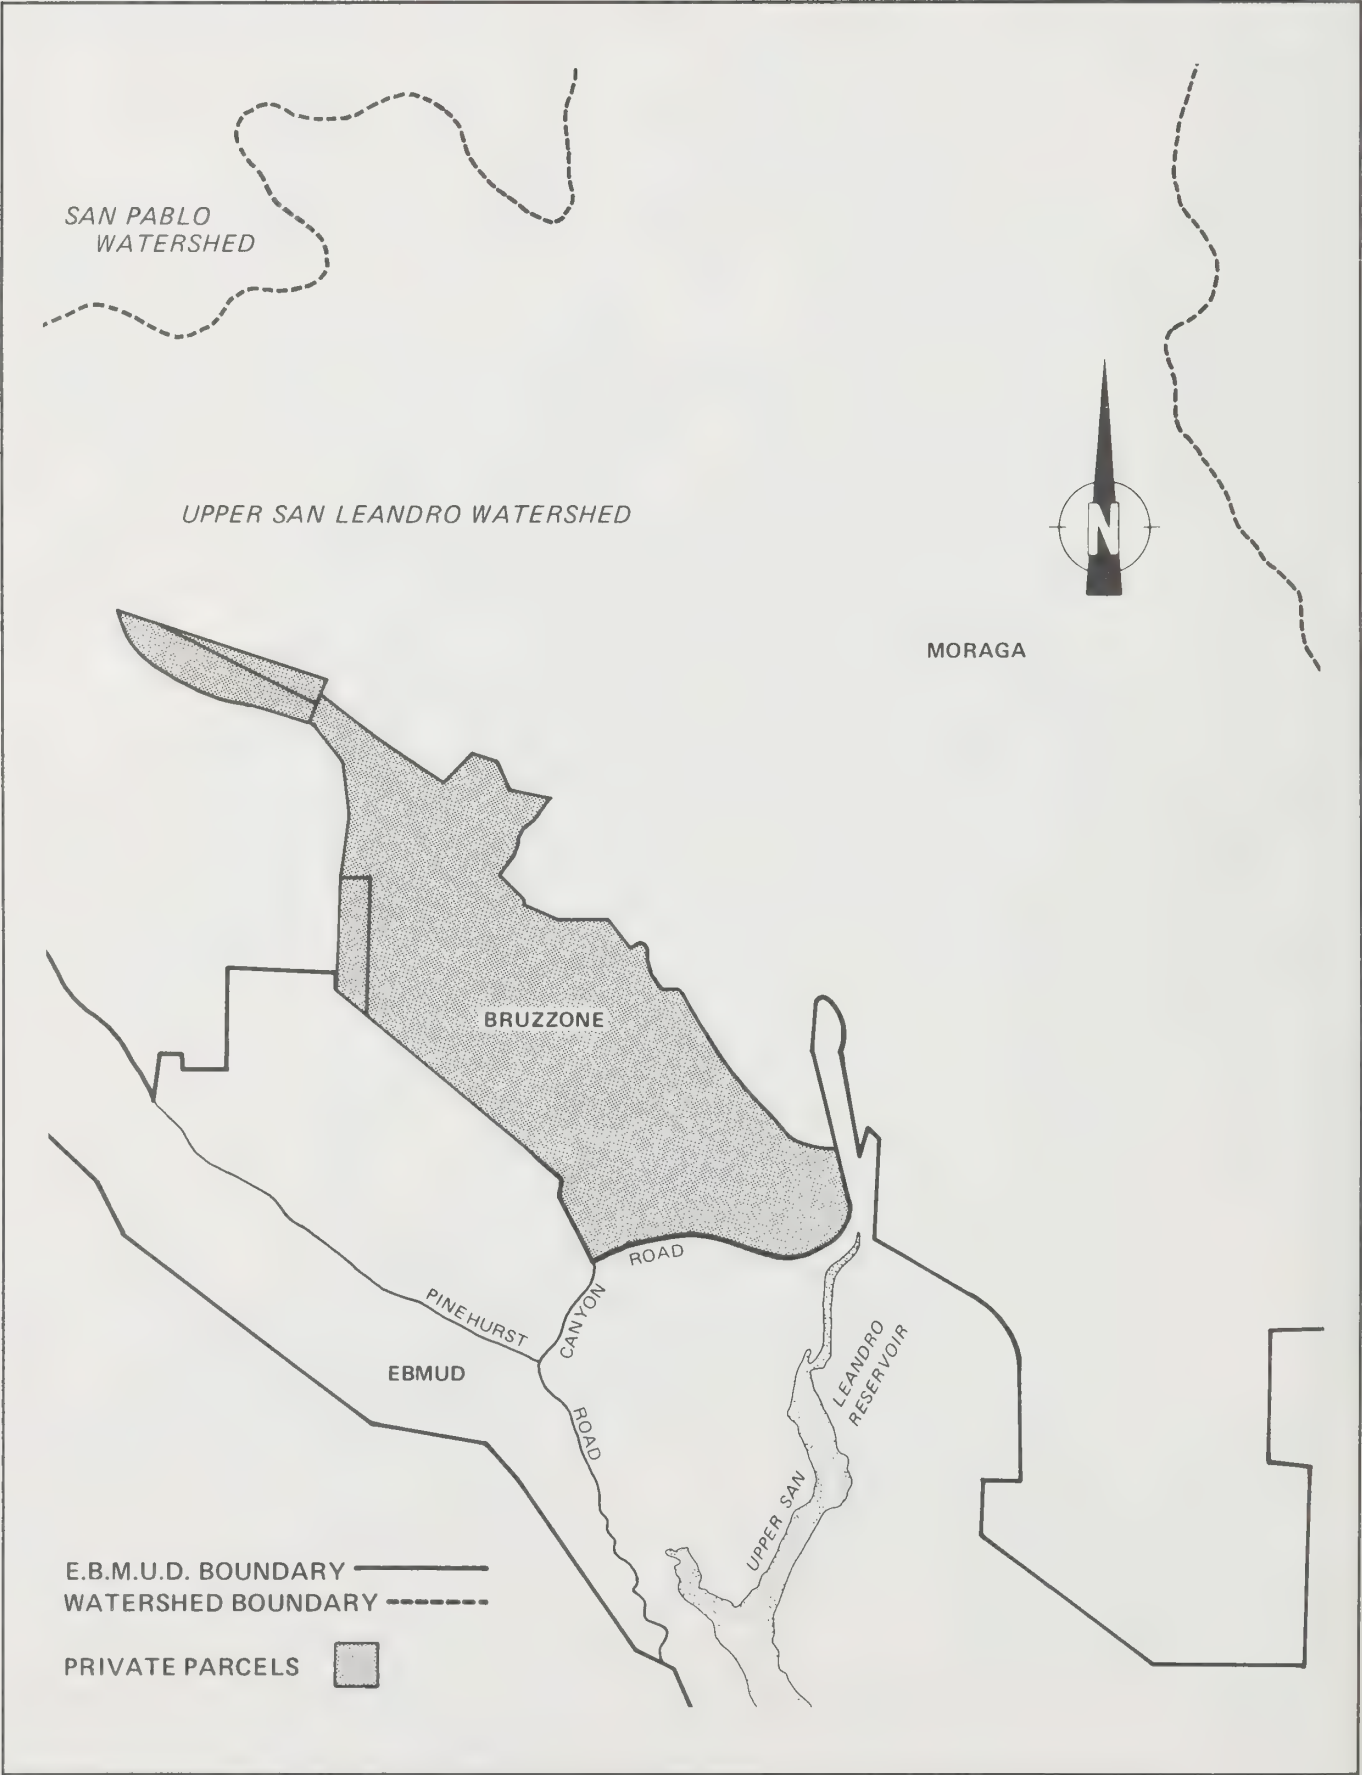 SAN PABLO
WATERSHED
UPPER SAN LEANDRO WATERSHED
N
MORAGA
BRUZZONE
ROAD
CANYON
PINEHURST
EBMUD
ROAD
LEANDRO
RESERVOIR
UPPER SAN
E.B.M.U.D. BOUNDARY
WATERSHED BOUNDARY
PRIVATE PARCELS